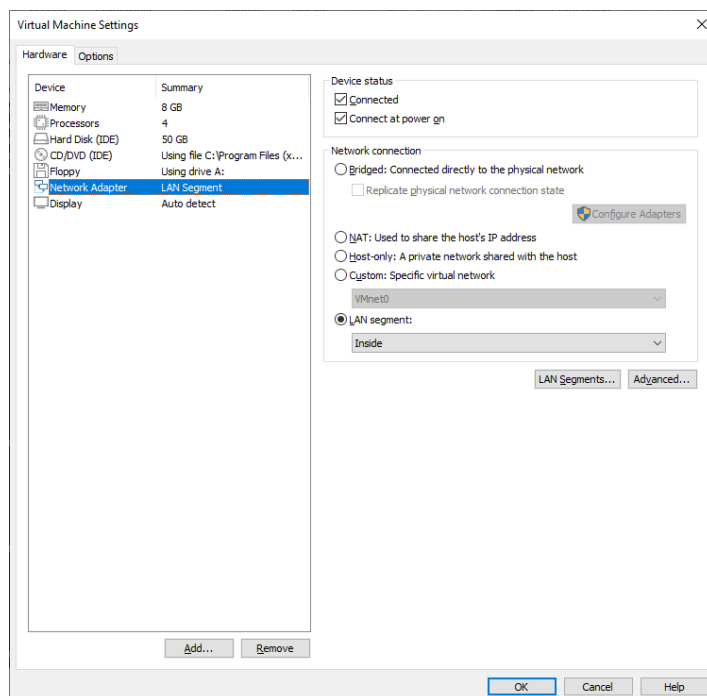 Virtual Machine Settings
Hardware Options
Device Summary
Memory 8 GB
Processors 4
Hard Disk (IDE) 50 GB
CD/DVD (IDE) Using file C:\Program Files (x...
Floppy Using drive A:
Network Adapter LAN Segment
Display Auto detect
Add... Remove
Device status
Connected
Connect at power on
Network connection
Bridged: Connected directly to the physical network
Replicate physical network connection state
Configure Adapters
NAT: Used to share the host's IP address
Host-only: A private network shared with the host
Custom: Specific virtual network
VMnet0
LAN segment:
Inside
LAN Segments... Advanced...
OK Cancel Help